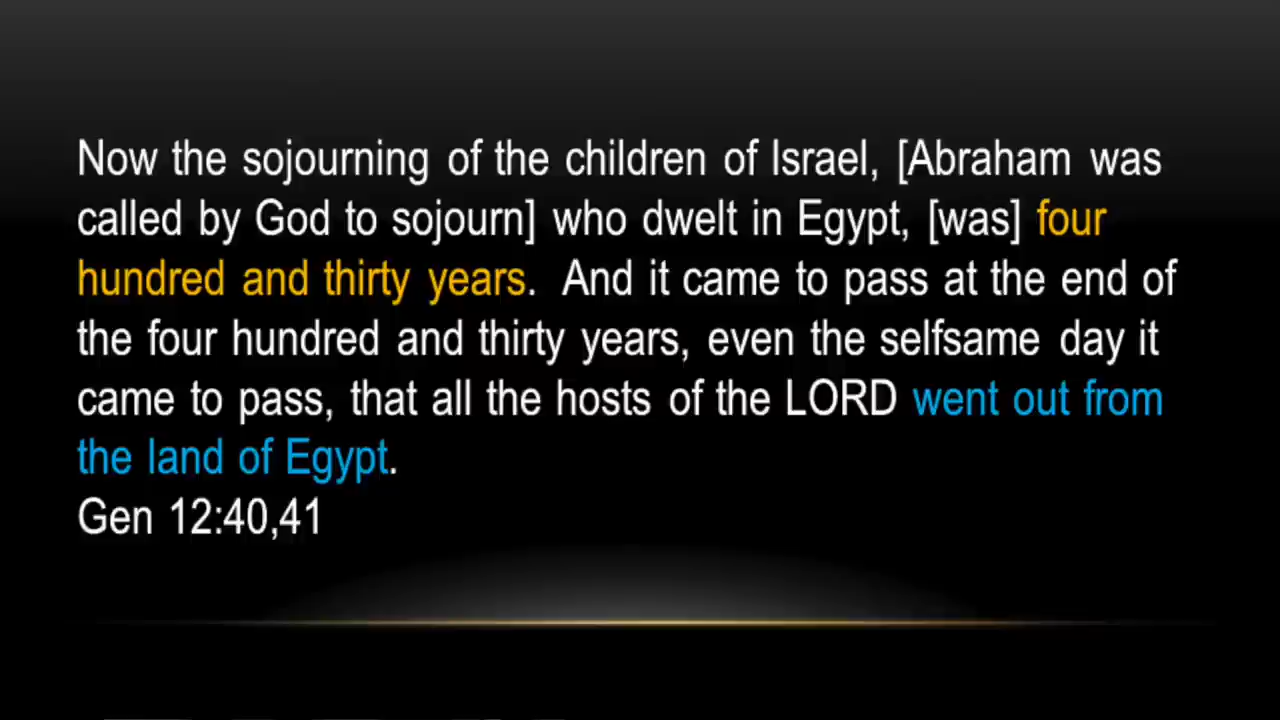 Now the sojourning of the children of Israel, [Abraham was
called by God to sojourn] who dwelt in Egypt, [was] four
hundred and thirty years. And it came to pass at the end of
the four hundred and thirty years, even the selfsame day it
came to pass, that all the hosts of the LORD went out from
the land of Egypt.
Gen 12:40,41